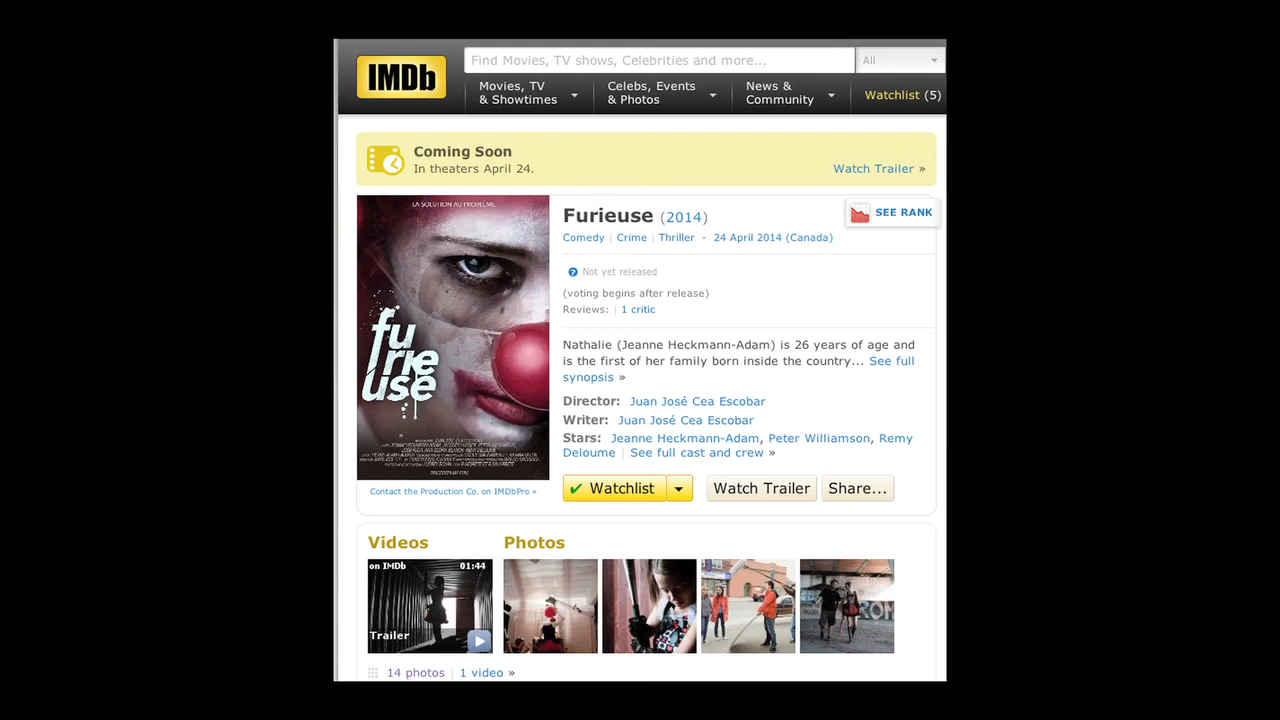 IMDb
Find Movies, TV shows, Celebrities and more...
All
Movies, TV & Showtimes
Celebs, Events & Photos
News & Community
Watchlist (5)
Coming Soon
In theaters April 24.
Watch Trailer »
LA SOLUTION AU PROBLÈME
fu
rie
use
Furieuse (2014)
SEE RANK
Comedy | Crime | Thriller - 24 April 2014 (Canada)
? Not yet released
(voting begins after release)
Reviews: | 1 critic
Nathalie (Jeanne Heckmann-Adam) is 26 years of age and
is the first of her family born inside the country... See full
synopsis »
Director: Juan José Cea Escobar
Writer: Juan José Cea Escobar
Stars: Jeanne Heckmann-Adam, Peter Williamson, Remy
Deloume | See full cast and crew »
Watchlist
Watch Trailer
Share...
Contact the Production Co. on IMDbPro »
Videos
Photos
on IMDb
01:44
Trailer
14 photos | 1 video »